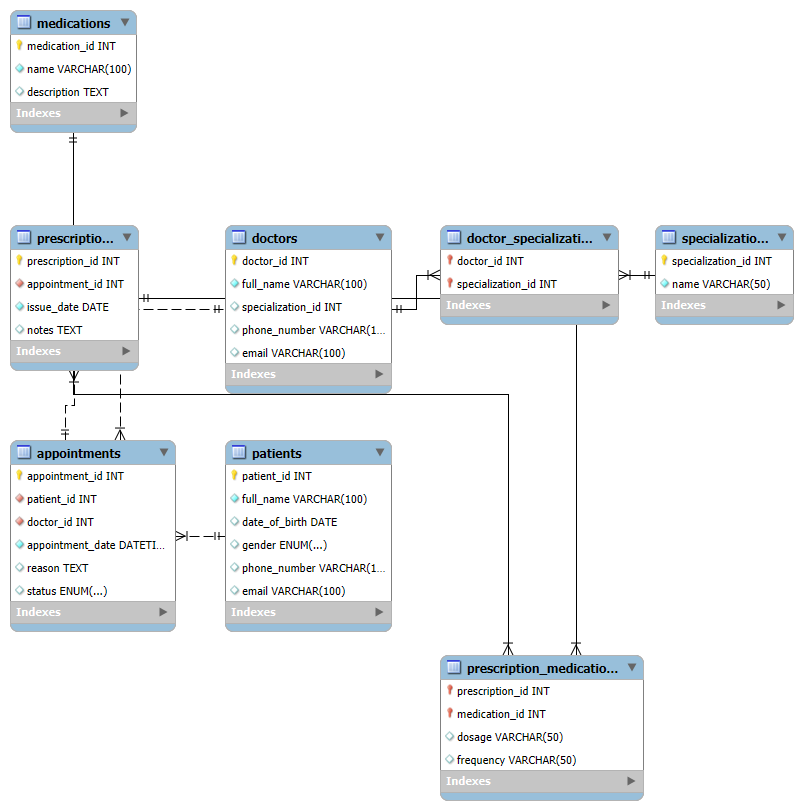 medications
medication_id INT
name VARCHAR(100)
description TEXT
Indexes
prescriptio...
prescription_id INT
appointment_id INT
issue_date DATE
notes TEXT
Indexes
doctors
doctor_id INT
full_name VARCHAR(100)
specialization_id INT
phone_number VARCHAR(1...
email VARCHAR(100)
Indexes
doctor_specializati...
doctor_id INT
specialization_id INT
Indexes
specializatio...
specialization_id INT
name VARCHAR(50)
Indexes
appointments
appointment_id INT
patient_id INT
doctor_id INT
appointment_date DATETI...
reason TEXT
status ENUM(...)
Indexes
patients
patient_id INT
full_name VARCHAR(100)
date_of_birth DATE
gender ENUM(...)
phone_number VARCHAR(1...
email VARCHAR(100)
Indexes
prescription_medicatio...
prescription_id INT
medication_id INT
dosage VARCHAR(50)
frequency VARCHAR(50)
Indexes